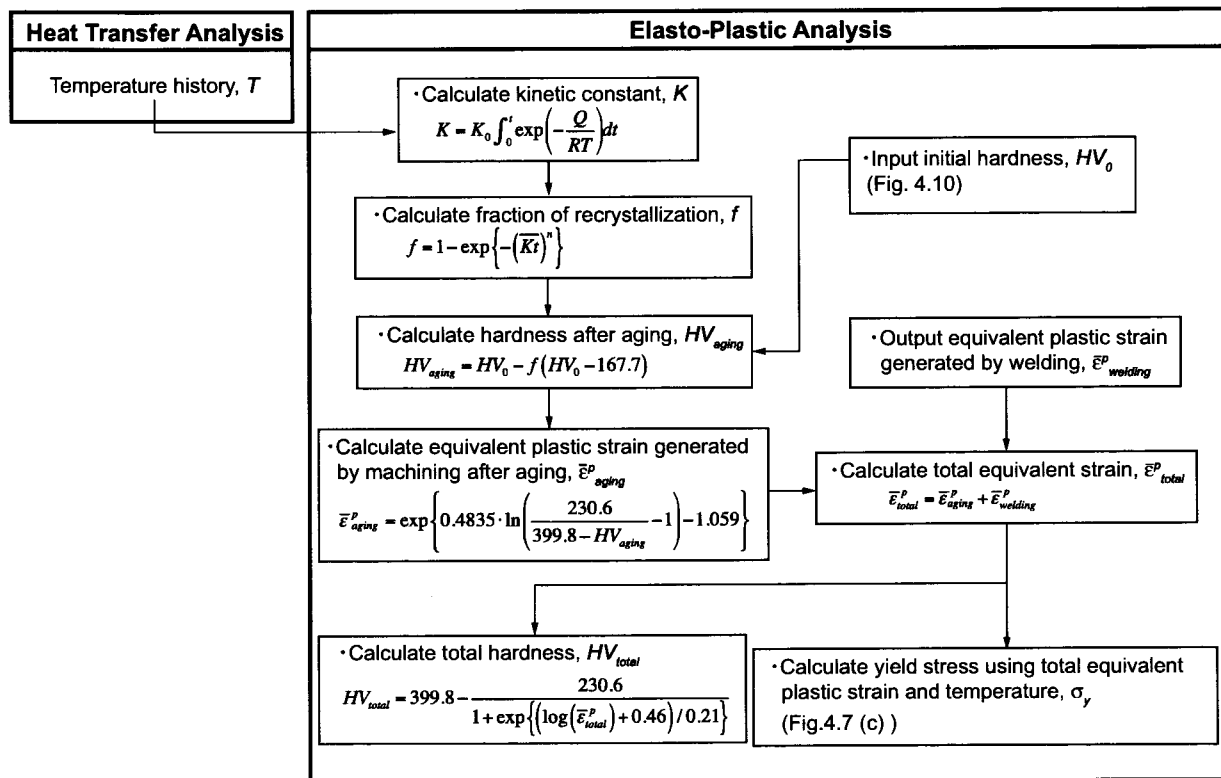 Heat Transfer Analysis
Temperature history, T
Elasto-Plastic Analysis
·Calculate kinetic constant, K
K = K₀ ∫₀ᵗ exp(−Q/RT)dt
·Input initial hardness, HV₀
(Fig. 4.10)
·Calculate fraction of recrystallization, f
f = 1 − exp{−(K̅t̅)ⁿ}
·Calculate hardness after aging, HV_aging
HV_aging = HV₀ − f(HV₀ − 167.7)
·Output equivalent plastic strain
generated by welding, ε̅ᵖ_welding
·Calculate equivalent plastic strain generated
by machining after aging, ε̅ᵖ_aging
ε̅ᵖ_aging = exp{0.4835·ln(230.6/(399.8 − HV_aging) −1) −1.059}
·Calculate total equivalent strain, ε̅ᵖ_total
ε̅ᵖ_total = ε̅ᵖ_aging + ε̅ᵖ_welding
·Calculate total hardness, HV_total
HV_total = 399.8 − 230.6/(1 + exp{(log(ε̅ᵖ_total) + 0.46)/0.21})
·Calculate yield stress using total equivalent
plastic strain and temperature, σ_y
(Fig.4.7 (c) )